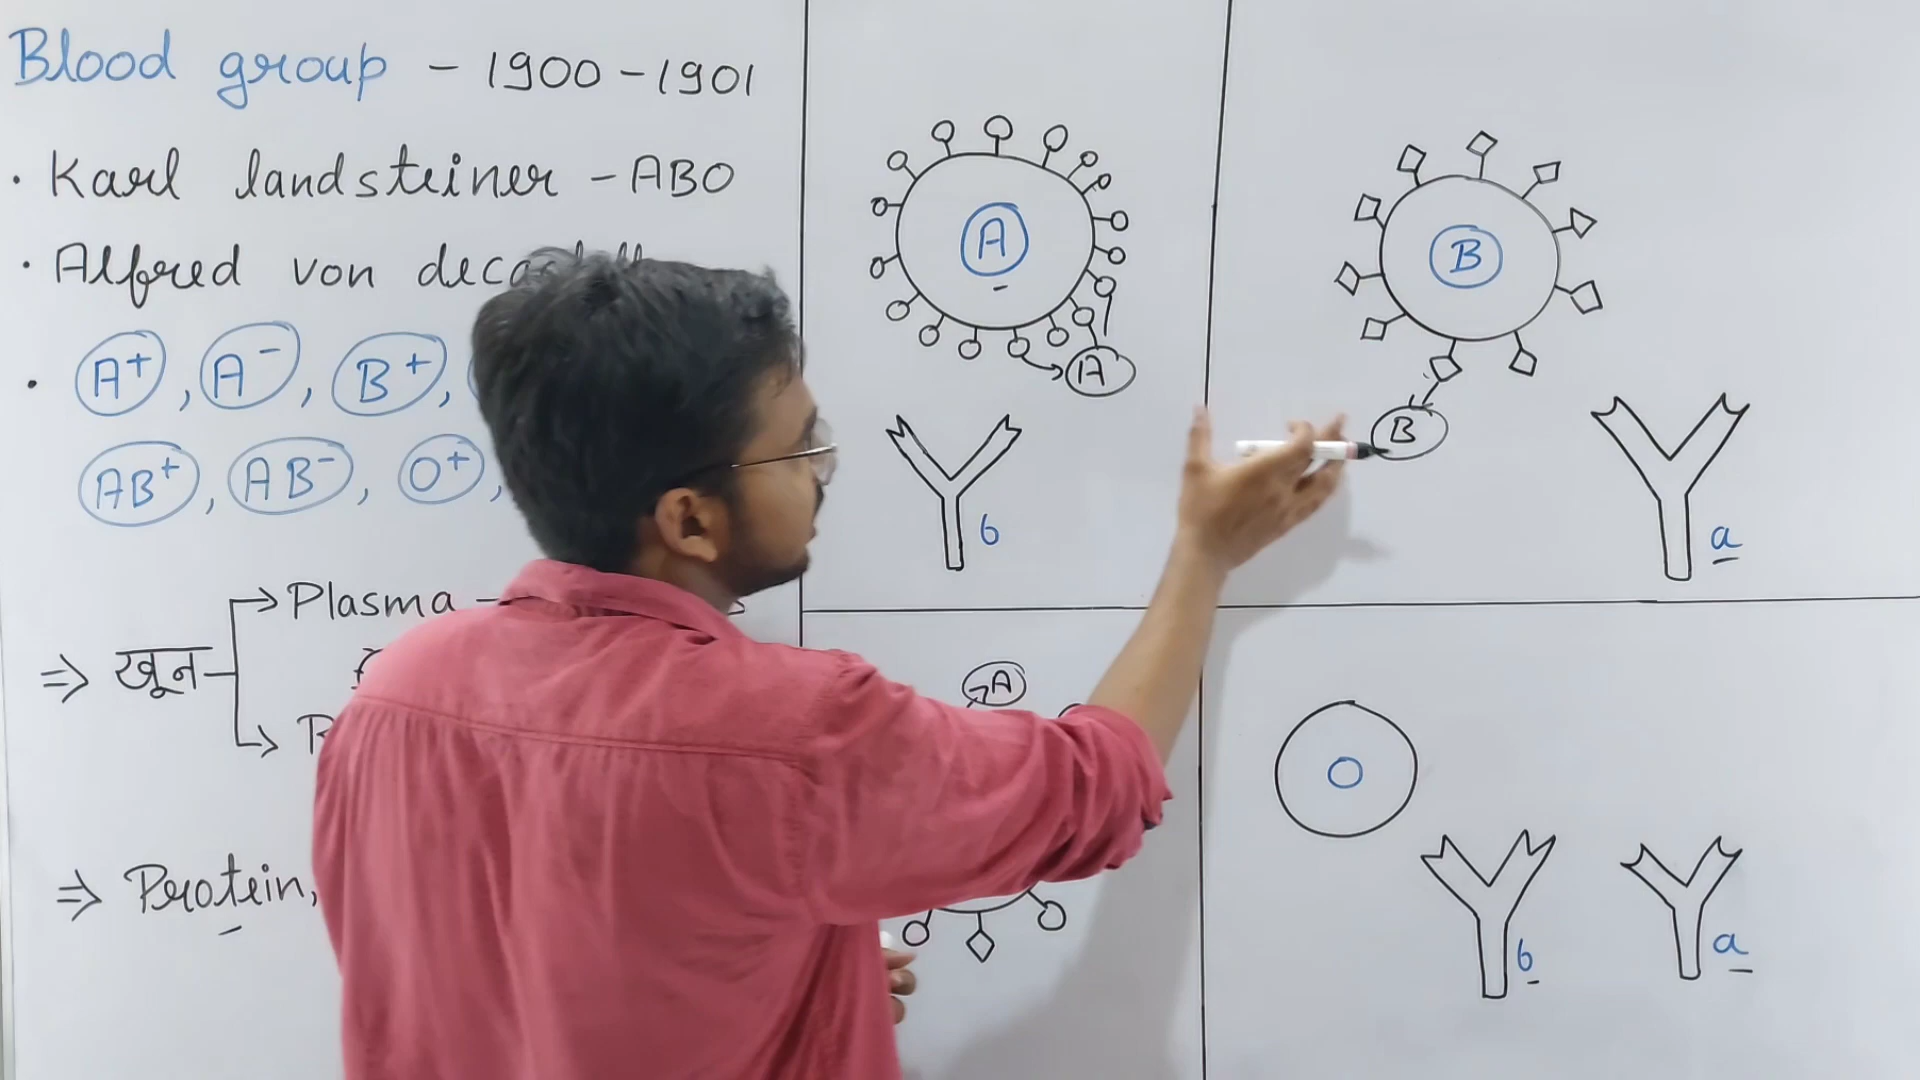 Blood group - 1900-1901
· Karl landsteiner - ABO
· Alfred von
· A+, A-, B+,
AB+, AB-, O+,
⇒ खून → Plasma -
⇒ Protein,
A
A
b
B
B
a
A
O
b
a